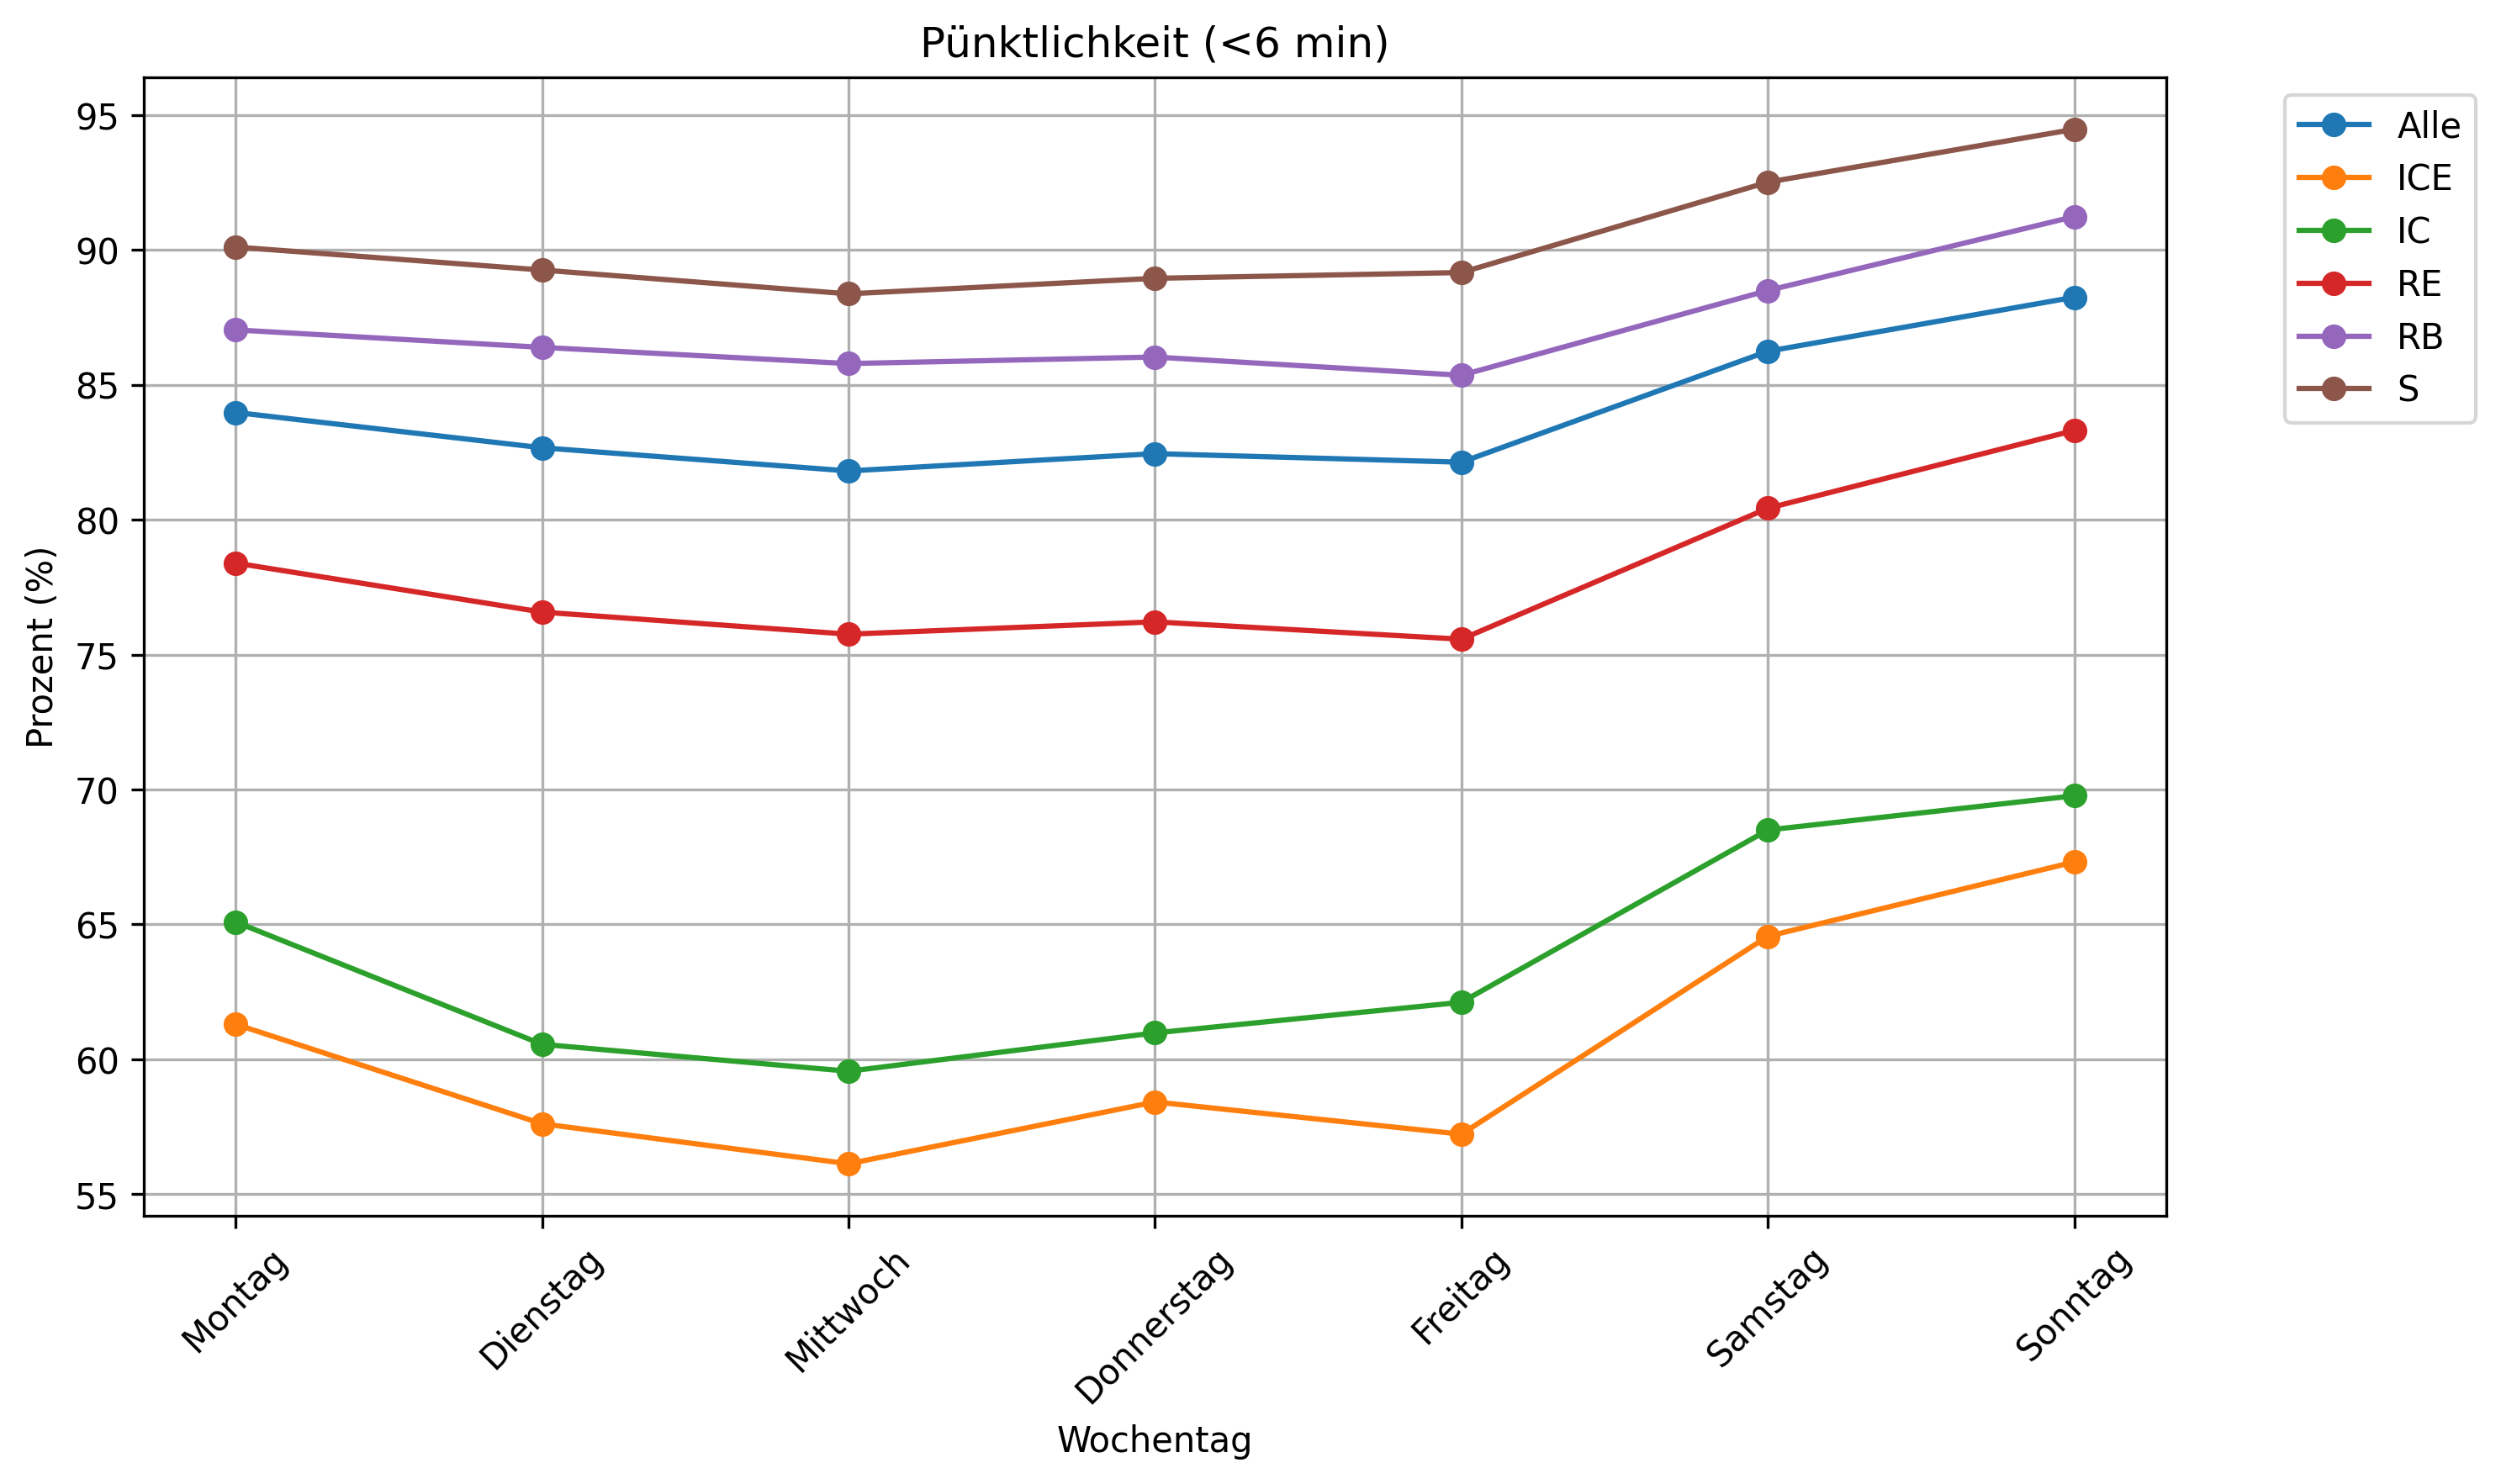 Pünktlichkeit (<6 min)
95
90
85
80
75
70
65
60
55
Prozent (%)
Montag
Dienstag
Mittwoch
Donnerstag
Freitag
Samstag
Sonntag
Wochentag
Alle
ICE
IC
RE
RB
S